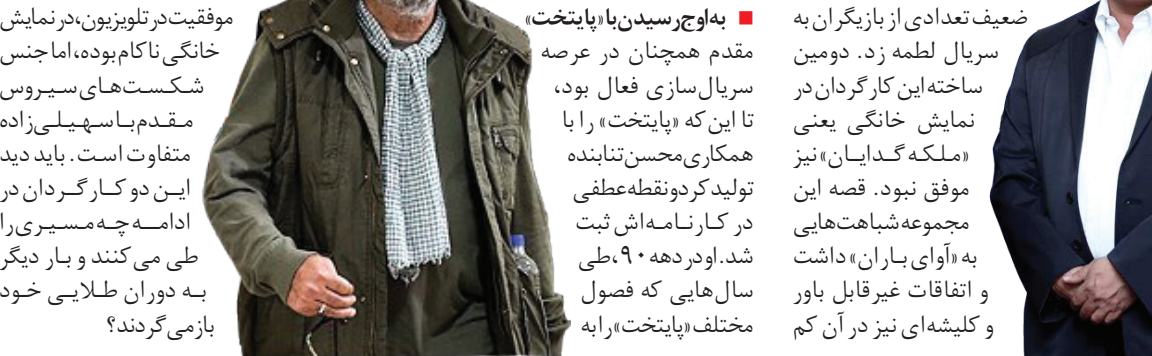 ضعیف تعدادی از بازیگران به
سریال لطمه زد. دومین
ساخته این کارگردان در
نمایش خانگی یعنی
«ملکه گدایان» نیز
موفق نبود. قصه این
مجموعه شباهت‌هایی
به «آوای باران» داشت
و اتفاقات غیرقابل باور
و کلیشه‌ای نیز در آن کم
به اوج رسیدن با «پایتخت»
مقدم همچنان در عرصه
سریال‌سازی فعال بود،
تا این‌که «پایتخت» را با
همکاری محسن تنابنده
تولید کرد و نقطه عطفی
در کارنامه‌اش ثبت
شد. او در دهه ۹۰، طی
سال‌هایی که فصول
مختلف «پایتخت» را به
موفقیت در تلویزیون، در نمایش
خانگی ناکام بوده، اما جنس
شکست‌های سیروس
مقدم با سهیلی‌زاده
متفاوت است. باید دید
این دو کارگردان در
ادامه چه مسیری را
طی می‌کنند و بار دیگر
به دوران طلایی خود
بازمی‌گردند؟